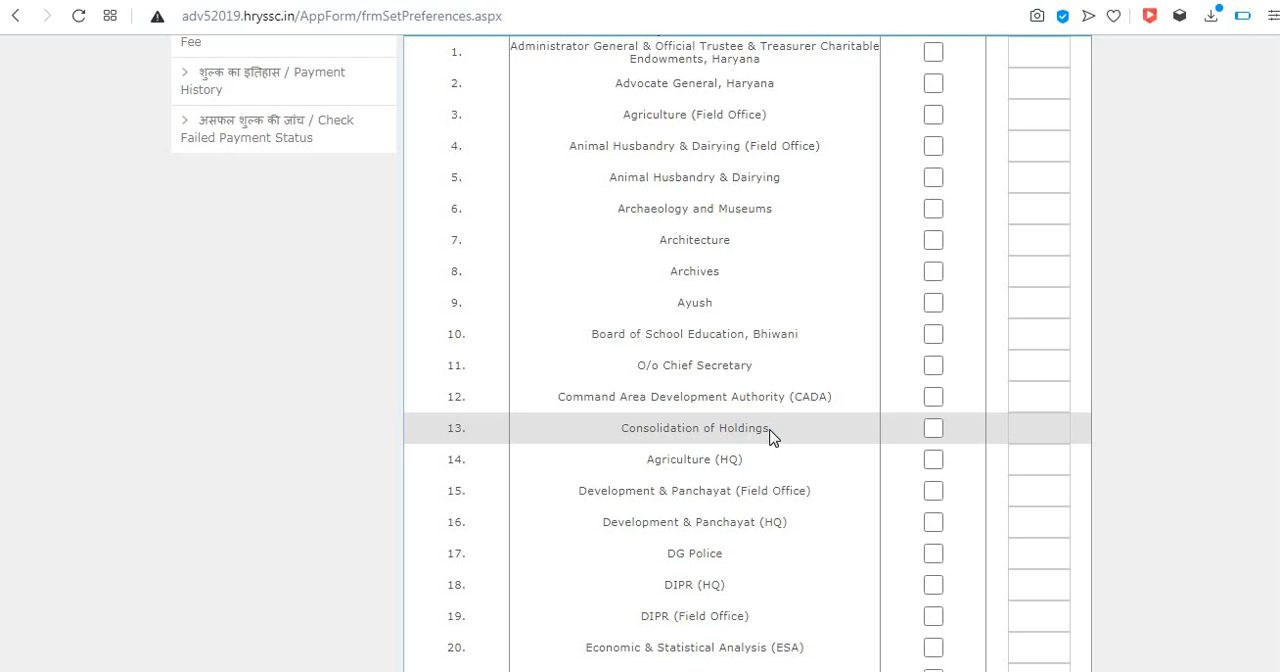 adv52019.hryssc.in/AppForm/frmSetPreferences.aspx
Fee
> शुल्क का इतिहास / Payment
History
> असफल शुल्क की जांच / Check
Failed Payment Status
1. Administrator General & Official Trustee & Treasurer Charitable
Endowments, Haryana
2. Advocate General, Haryana
3. Agriculture (Field Office)
4. Animal Husbandry & Dairying (Field Office)
5. Animal Husbandry & Dairying
6. Archaeology and Museums
7. Architecture
8. Archives
9. Ayush
10. Board of School Education, Bhiwani
11. O/o Chief Secretary
12. Command Area Development Authority (CADA)
13. Consolidation of Holdings
14. Agriculture (HQ)
15. Development & Panchayat (Field Office)
16. Development & Panchayat (HQ)
17. DG Police
18. DIPR (HQ)
19. DIPR (Field Office)
20. Economic & Statistical Analysis (ESA)